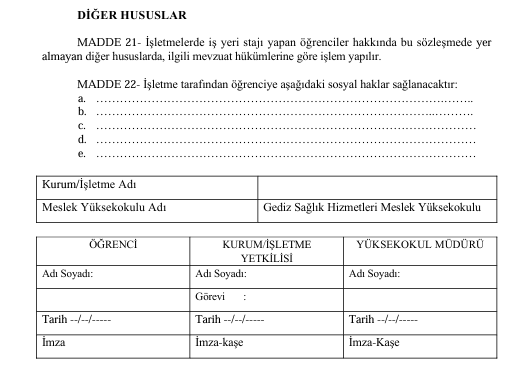 DİĞER HUSUSLAR
MADDE 21- İşletmelerde iş yeri stajı yapan öğrenciler hakkında bu sözleşmede yer
almayan diğer hususlarda, ilgili mevzuat hükümlerine göre işlem yapılır.
MADDE 22- İşletme tarafından öğrenciye aşağıdaki sosyal haklar sağlanacaktır:
a. …………………………………………………………………………..
b. ………………………………………………………………...………
c. …………………………………………………………………………
d. …………………………………………………………………………
e. …………………………………………………………………………
Kurum/İşletme Adı
Meslek Yüksekokulu Adı Gediz Sağlık Hizmetleri Meslek Yüksekokulu
ÖĞRENCİ KURUM/İŞLETME YÜKSEKOKUL MÜDÜRÜ
YETKİLİSİ
Adı Soyadı: Adı Soyadı: Adı Soyadı:
Görevi :
Tarih --/--/----- Tarih --/--/----- Tarih --/--/-----
İmza İmza-kaşe İmza-Kaşe